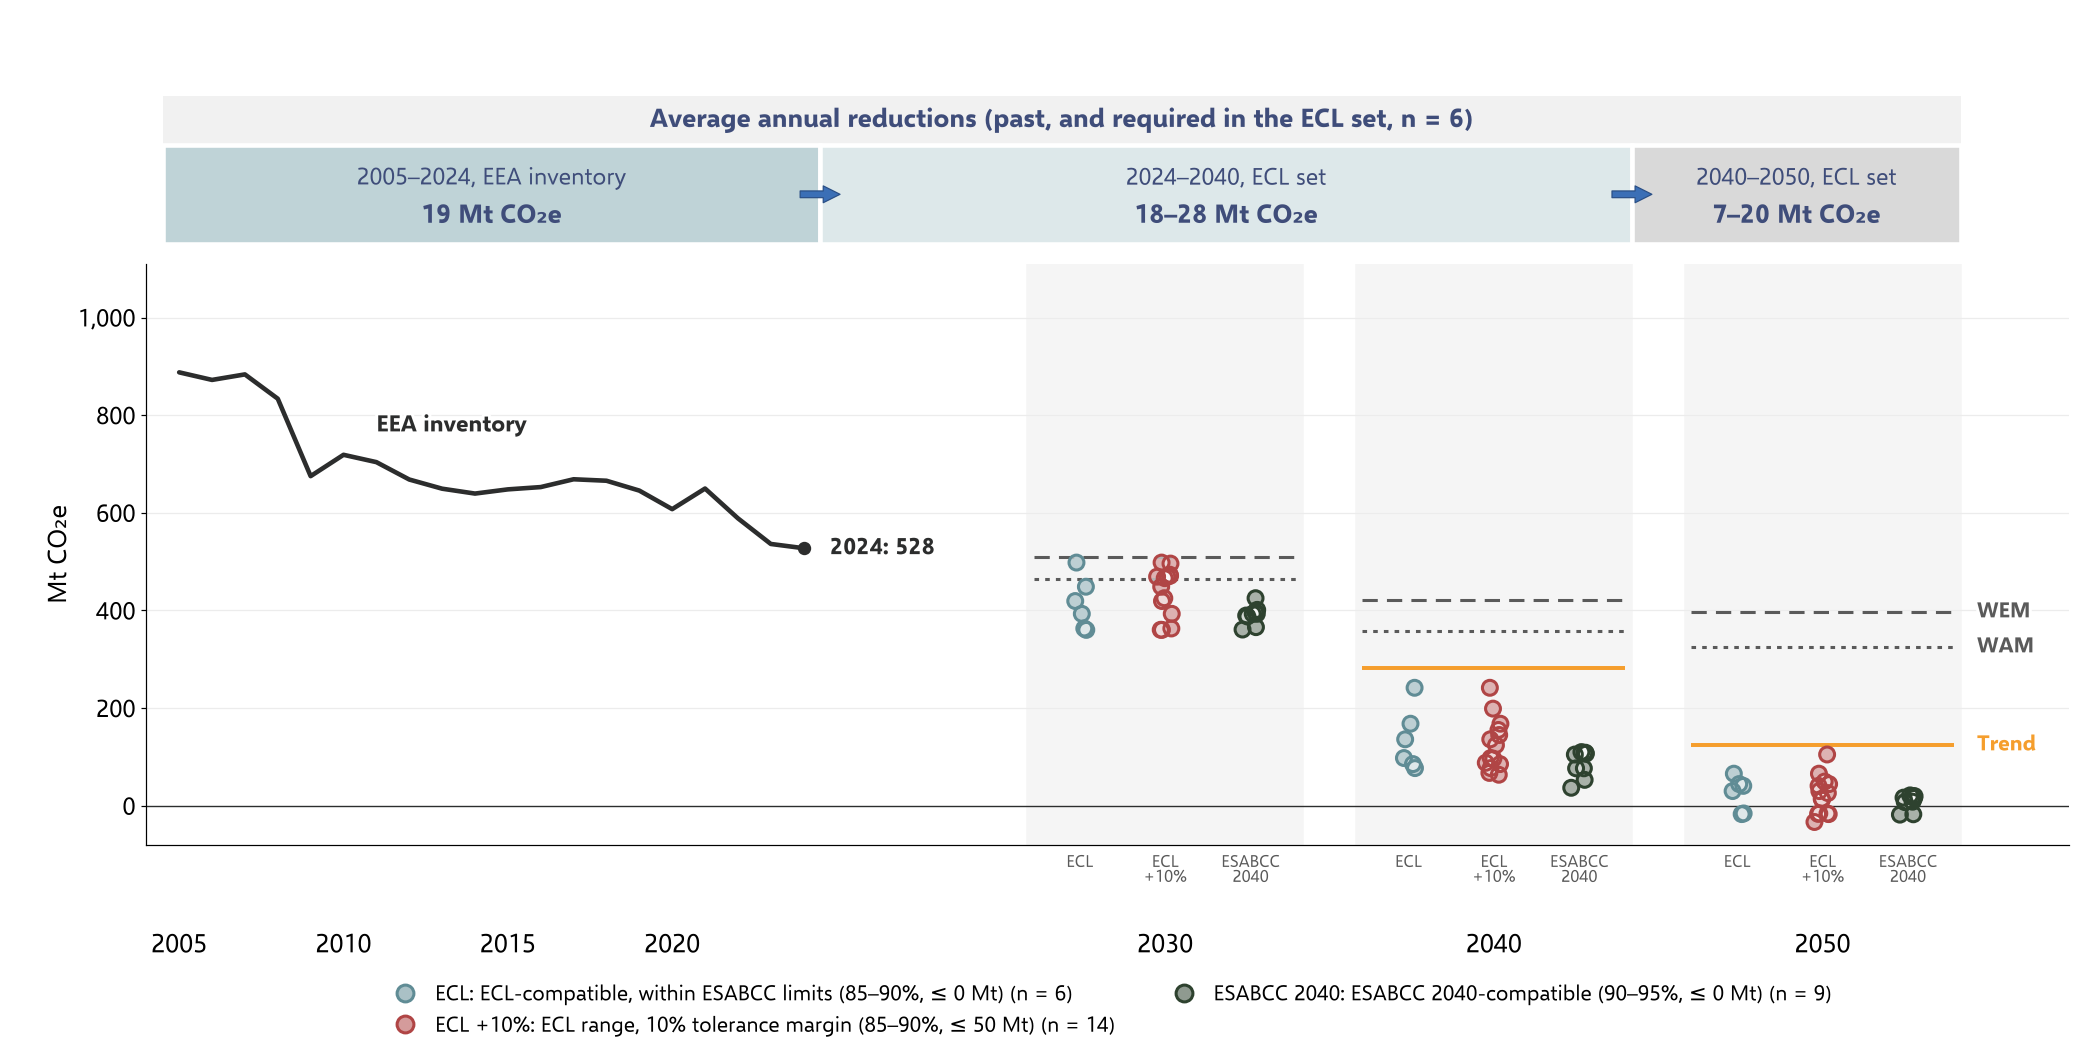 Average annual reductions (past, and required in the ECL set, n = 6)
2005–2024, EEA inventory
19 Mt CO₂e
2024–2040, ECL set
18–28 Mt CO₂e
2040–2050, ECL set
7–20 Mt CO₂e
Mt CO₂e
1,000
800
600
400
200
0
EEA inventory
2024: 528
WEM
WAM
Trend
ECL
ECL
+10%
ESABCC
2040
ECL
ECL
+10%
ESABCC
2040
ECL
ECL
+10%
ESABCC
2040
2005
2010
2015
2020
2030
2040
2050
ECL: ECL-compatible, within ESABCC limits (85–90%, ≤ 0 Mt) (n = 6)
ECL +10%: ECL range, 10% tolerance margin (85–90%, ≤ 50 Mt) (n = 14)
ESABCC 2040: ESABCC 2040-compatible (90–95%, ≤ 0 Mt) (n = 9)